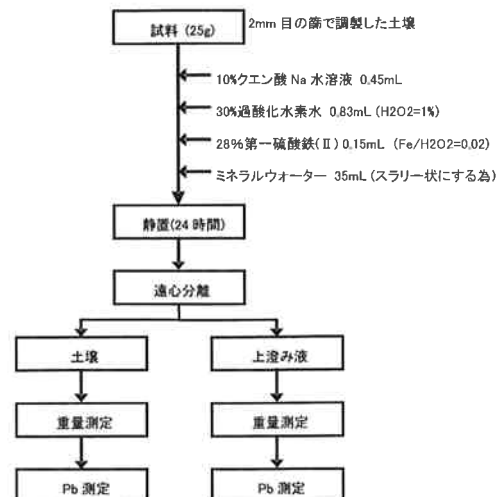 試料 (25g)
2mm 目の篩で調製した土壌
10%クエン酸 Na 水溶液 0.45mL
30%過酸化水素水 0.83mL (H2O2=1%)
28%第一硫酸鉄(Ⅱ) 0.15mL (Fe/H2O2=0.02)
ミネラルウォーター 35mL (スラリー状にする為)
静置(24 時間)
遠心分離
土壌
上澄み液
重量測定
重量測定
Pb 測定
Pb 測定